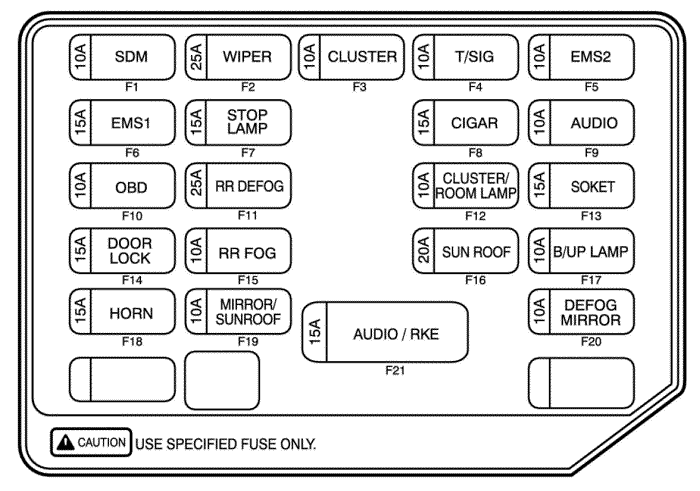 10A SDM 25A WIPER 10A CLUSTER 10A T/SIG 10A EMS2
F1 F2 F3 F4 F5
15A EMS1 15A STOP LAMP 15A CIGAR 10A AUDIO
F6 F7 F8 F9
10A OBD 25A RR DEFOG 10A CLUSTER/ ROOM LAMP 15A SOKET
F10 F11 F12 F13
15A DOOR LOCK 10A RR FOG 20A SUN ROOF 10A B/UP LAMP
F14 F15 F16 F17
15A HORN 10A MIRROR/ SUNROOF 15A AUDIO / RKE 10A DEFOG MIRROR
F18 F19 F21 F20
CAUTION USE SPECIFIED FUSE ONLY.